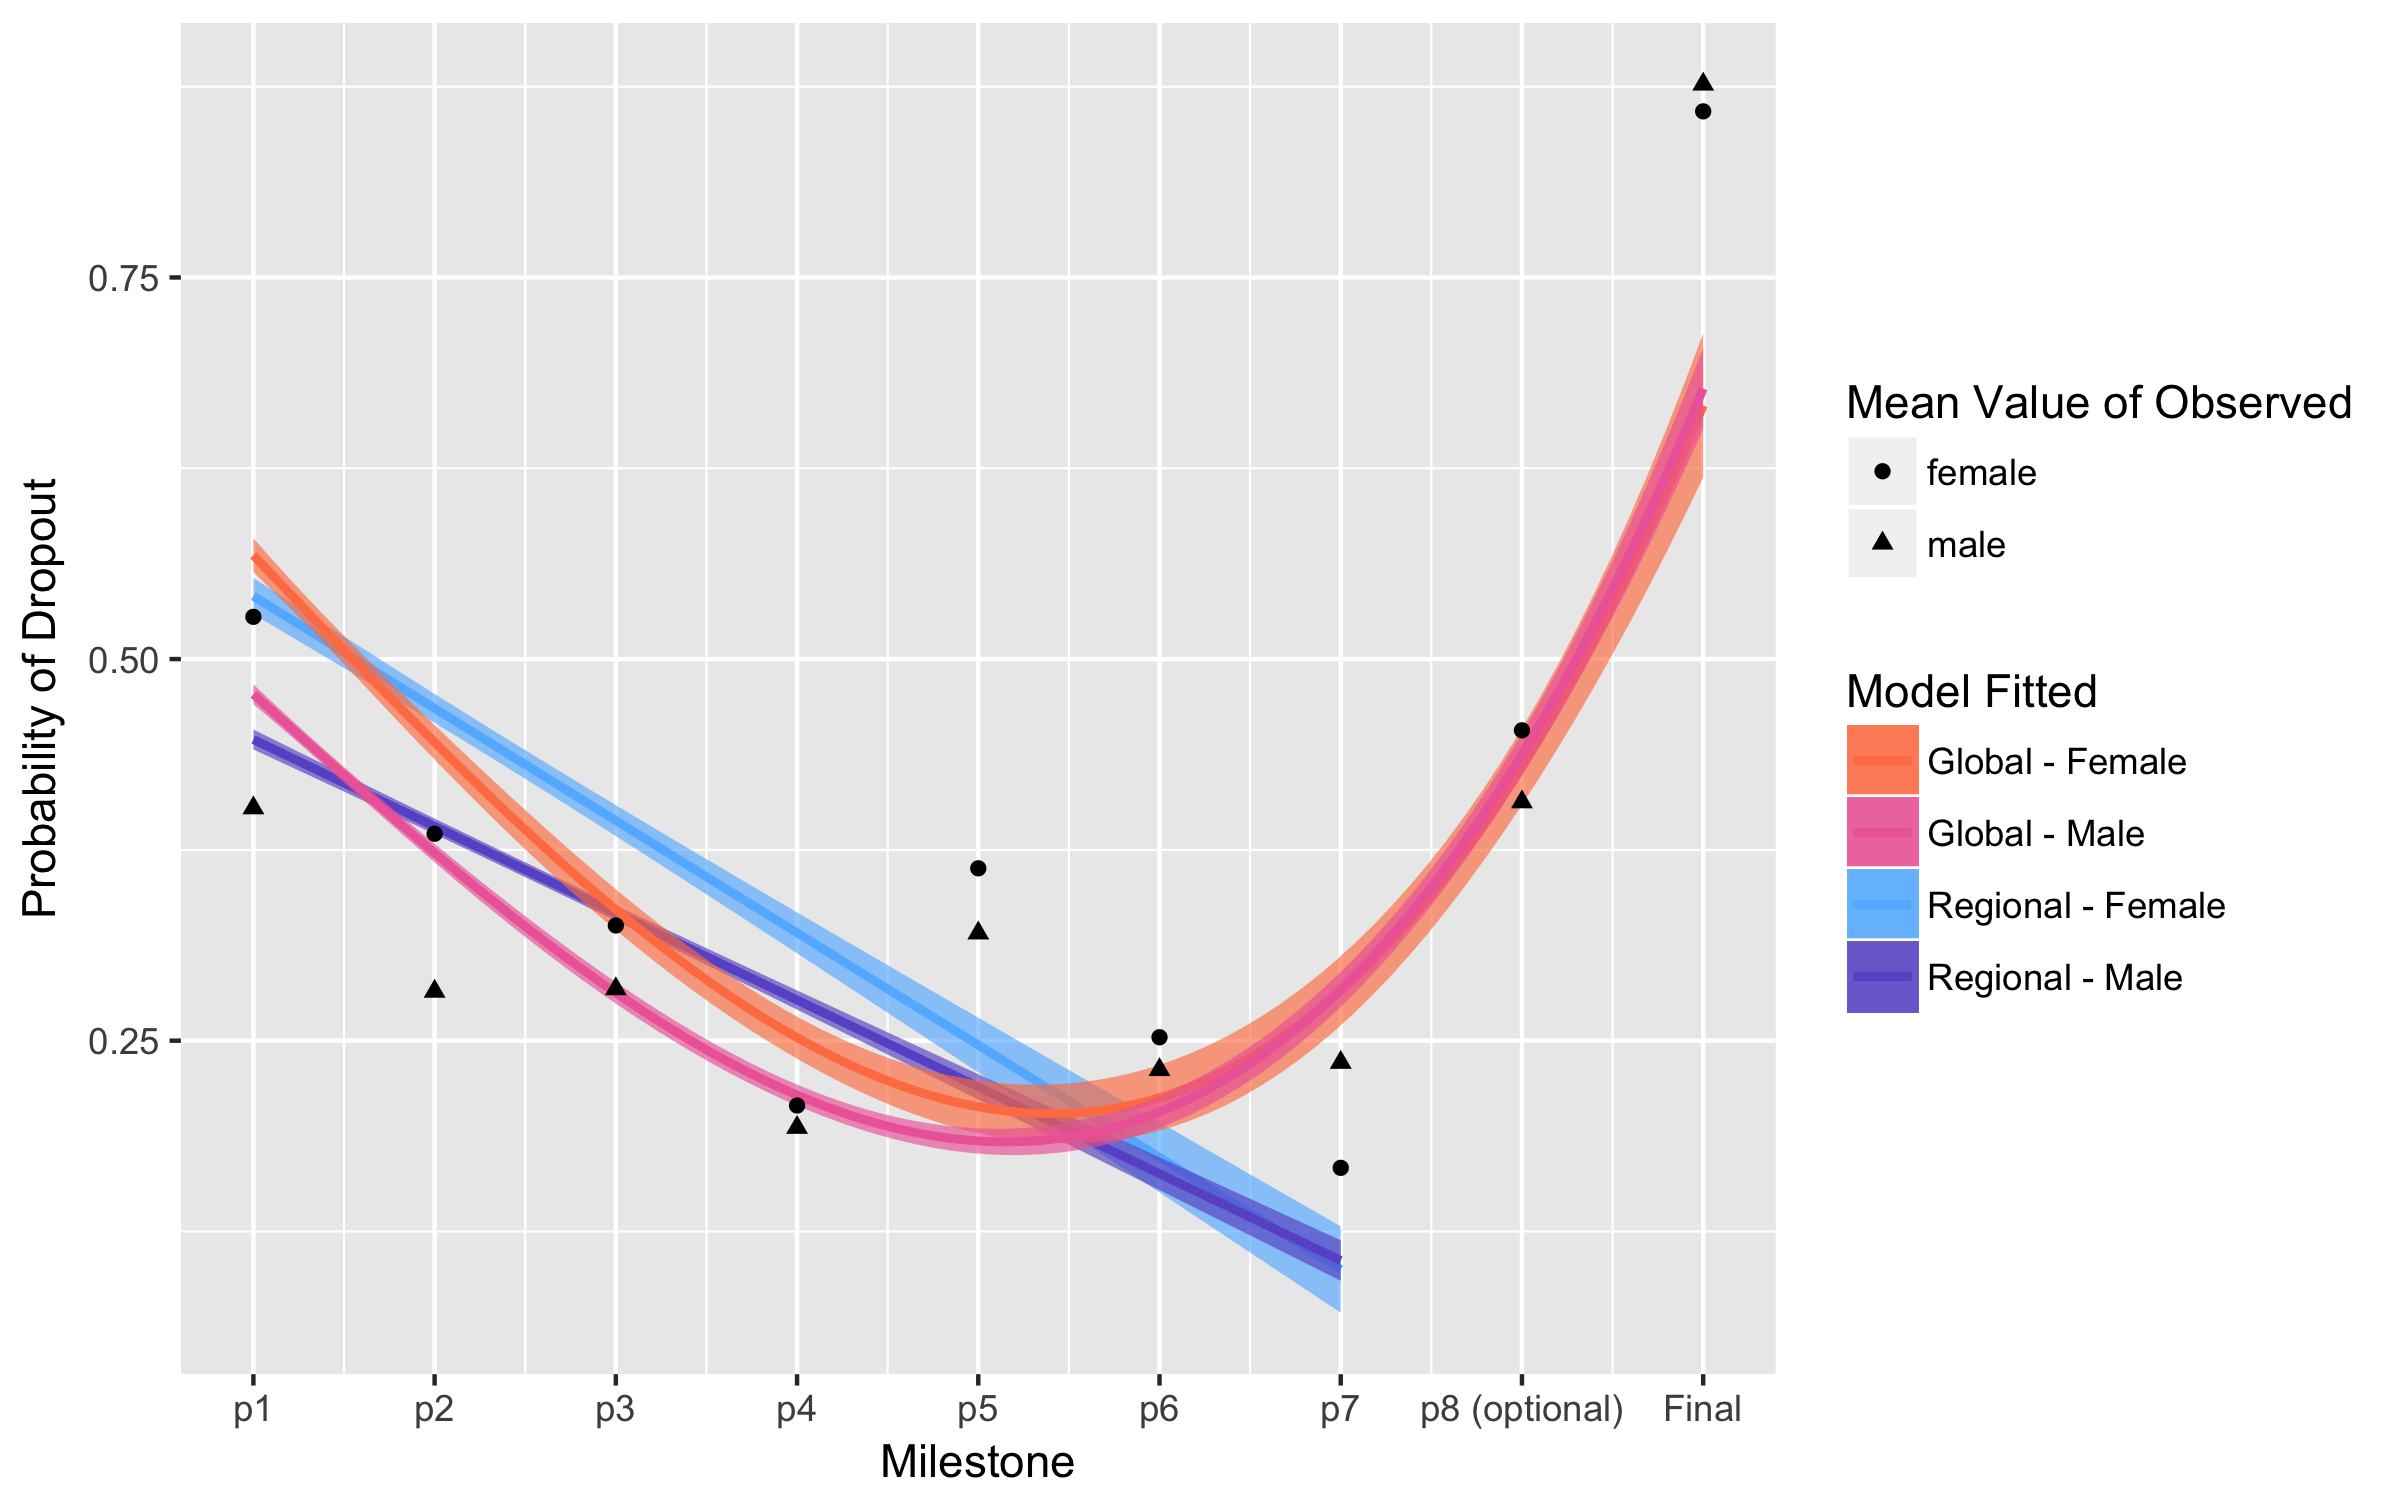 Probability of Dropout
0.75
0.50
0.25
p1 p2 p3 p4 p5 p6 p7 p8 (optional) Final
Milestone
Mean Value of Observed
female
male
Model Fitted
Global - Female
Global - Male
Regional - Female
Regional - Male